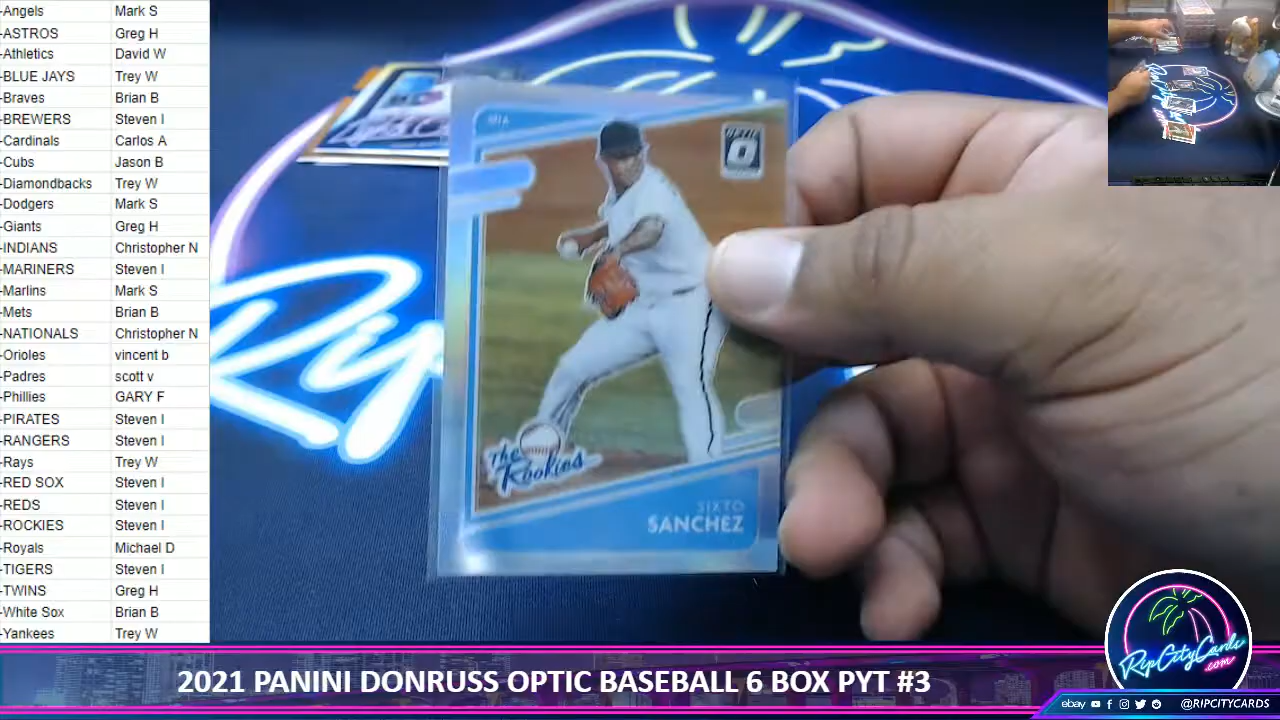 -Angels Mark S
-ASTROS Greg H
-Athletics David W
-BLUE JAYS Trey W
-Braves Brian B
-BREWERS Steven I
-Cardinals Carlos A
-Cubs Jason B
-Diamondbacks Trey W
-Dodgers Mark S
-Giants Greg H
-INDIANS Christopher N
-MARINERS Steven I
-Marlins Mark S
-Mets Brian B
-NATIONALS Christopher N
-Orioles vincent b
-Padres scott v
-Phillies GARY F
-PIRATES Steven I
-RANGERS Steven I
-Rays Trey W
-RED SOX Steven I
-REDS Steven I
-ROCKIES Steven I
-Royals Michael D
-TIGERS Steven I
-TWINS Greg H
-White Sox Brian B
-Yankees Trey W
MIA
OPTIC
The
Rookies
SIXTO
SANCHEZ
Rip
RipCityCards
.com
2021 PANINI DONRUSS OPTIC BASEBALL 6 BOX PYT #3
ebay @RIPCITYCARDS